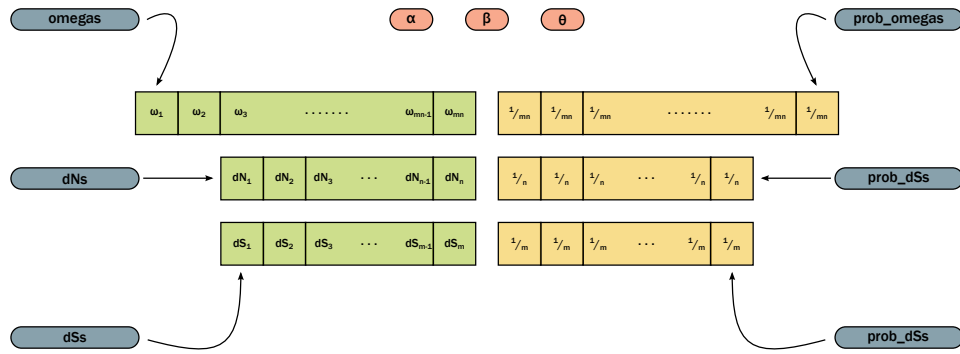 omegas α β θ prob_omegas
ω1 ω2 ω3 ....... ωmn-1 ωmn 1/mn 1/mn 1/mn ....... 1/mn 1/mn
dNs dN1 dN2 dN3 ... dNn-1 dNn 1/n 1/n 1/n ... 1/n 1/n prob_dSs
dS1 dS2 dS3 ... dSm-1 dSm 1/m 1/m 1/m ... 1/m 1/m
dSs prob_dSs